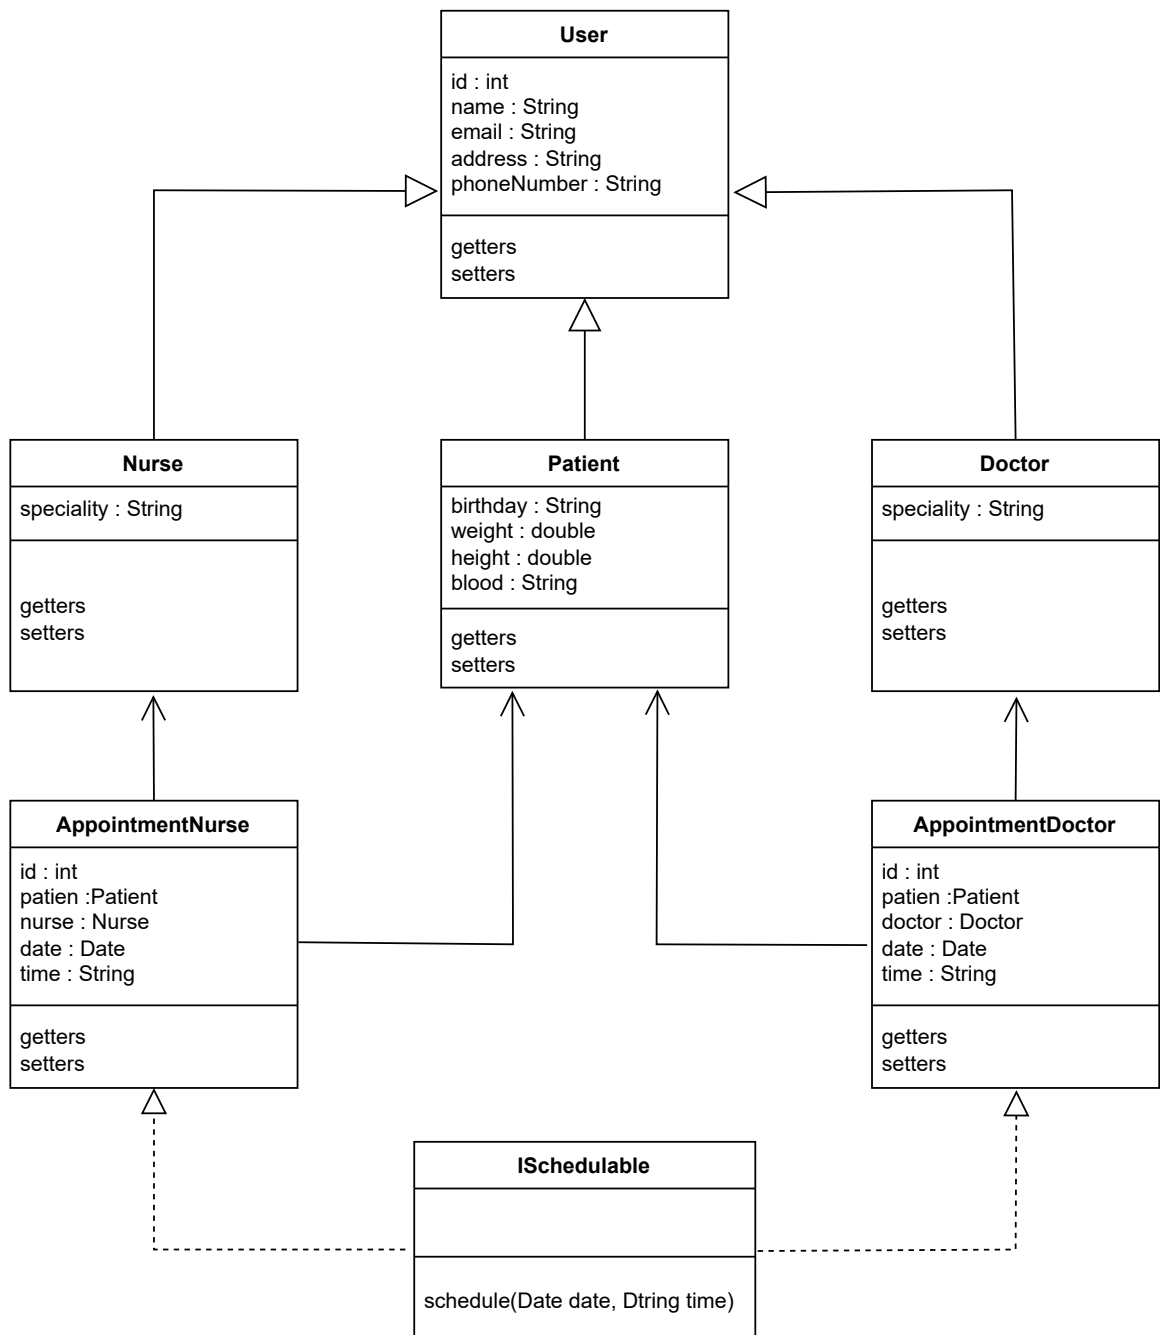 User
id : int
name : String
email : String
address : String
phoneNumber : String
getters
setters
Nurse
speciality : String
getters
setters
Patient
birthday : String
weight : double
height : double
blood : String
getters
setters
Doctor
speciality : String
getters
setters
AppointmentNurse
id : int
patien :Patient
nurse : Nurse
date : Date
time : String
getters
setters
AppointmentDoctor
id : int
patien :Patient
doctor : Doctor
date : Date
time : String
getters
setters
ISchedulable
schedule(Date date, Dtring time)